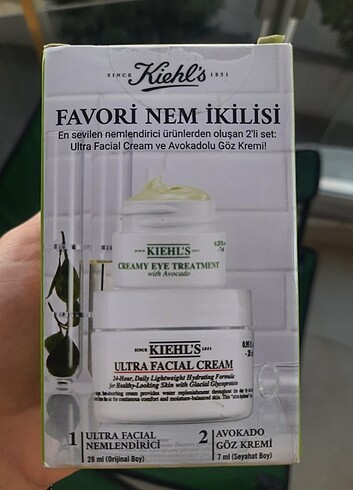 SINCE Kiehl's 1851
FAVORİ NEM İKİLİSİ
En sevilen nemlendirici ürünlerden oluşan 2'li set:
Ultra Facial Cream ve Avokadolu Göz Kremi!
SINCE KIEHL'S 1851
CREAMY EYE TREATMENT
with Avocado
SINCE KIEHL'S 1851
ULTRA FACIAL CREAM
24-Hour, Daily Lightweight Hydrating Formula
for Healthy-Looking Skin with Glacial Glycoprotein
1 ULTRA FACIAL
NEMLENDİRİCİ
28 ml (Orijinal Boy)
2 AVOKADO
GÖZ KREMİ
7 ml (Seyahat Boy)